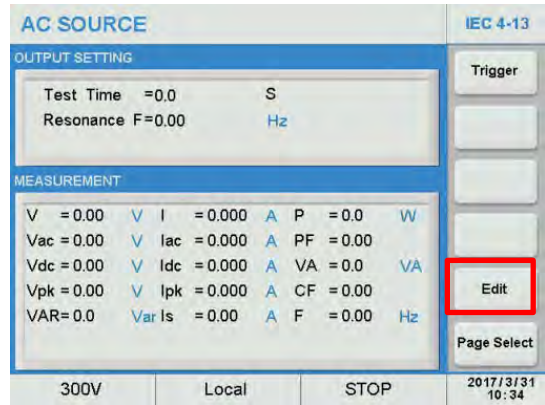 AC SOURCE
IEC 4-13
OUTPUT SETTING
Test Time =0.0 S
Resonance F=0.00 Hz
Trigger
MEASUREMENT
V = 0.00 V I = 0.000 A P = 0.0 W
Vac = 0.00 V Iac = 0.000 A PF = 0.00
Vdc = 0.00 V Idc = 0.000 A VA = 0.0 VA
Vpk = 0.00 V Ipk = 0.000 A CF = 0.00
VAR= 0.0 Var Is = 0.00 A F = 0.00 Hz
Edit
Page Select
300V Local STOP
2017/3/31
10:34